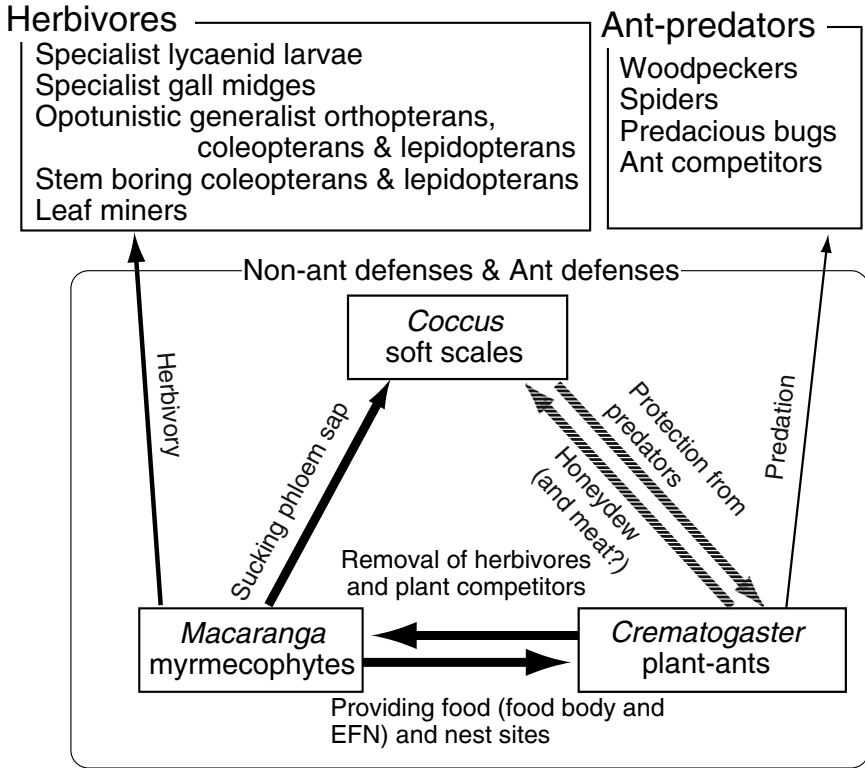 Herbivores
Specialist lycaenid larvae
Specialist gall midges
Opotunistic generalist orthopterans,
coleopterans & lepidopterans
Stem boring coleopterans & lepidopterans
Leaf miners
Ant-predators
Woodpeckers
Spiders
Predacious bugs
Ant competitors
Non-ant defenses & Ant defenses
Coccus
soft scales
Herbivory
Sucking phloem sap
Protection from
predators
Honeydew
(and meat?)
Predation
Removal of herbivores
and plant competitors
Macaranga
myrmecophytes
Crematogaster
plant-ants
Providing food (food body and
EFN) and nest sites